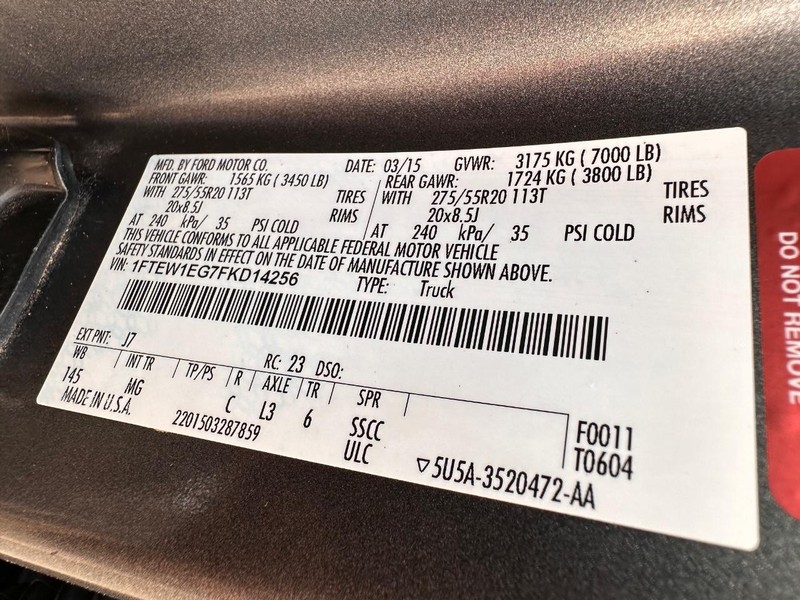 MFD. BY FORD MOTOR CO. DATE: 03/15 GVWR: 3175 KG ( 7000 LB)
FRONT GAWR: 1565 KG ( 3450 LB) REAR GAWR: 1724 KG ( 3800 LB)
WITH 275/55R20 113T TIRES WITH 275/55R20 113T TIRES
20x8.5J RIMS 20x8.5J RIMS
AT 240 kPa/ 35 PSI COLD AT 240 kPa/ 35 PSI COLD
THIS VEHICLE CONFORMS TO ALL APPLICABLE FEDERAL MOTOR VEHICLE
SAFETY STANDARDS IN EFFECT ON THE DATE OF MANUFACTURE SHOWN ABOVE.
VIN: 1FTEW1EG7FKD14256 TYPE: Truck
EXT PNT: J7 RC: 23 DSO:
WB INT TR TP/PS R AXLE TR SPR
145 MG C L3 6 SSCC F0011
MADE IN U.S.A. 2201503287859 ULC T0604
▽5U5A-3520472-AA
DO NOT REMOVE